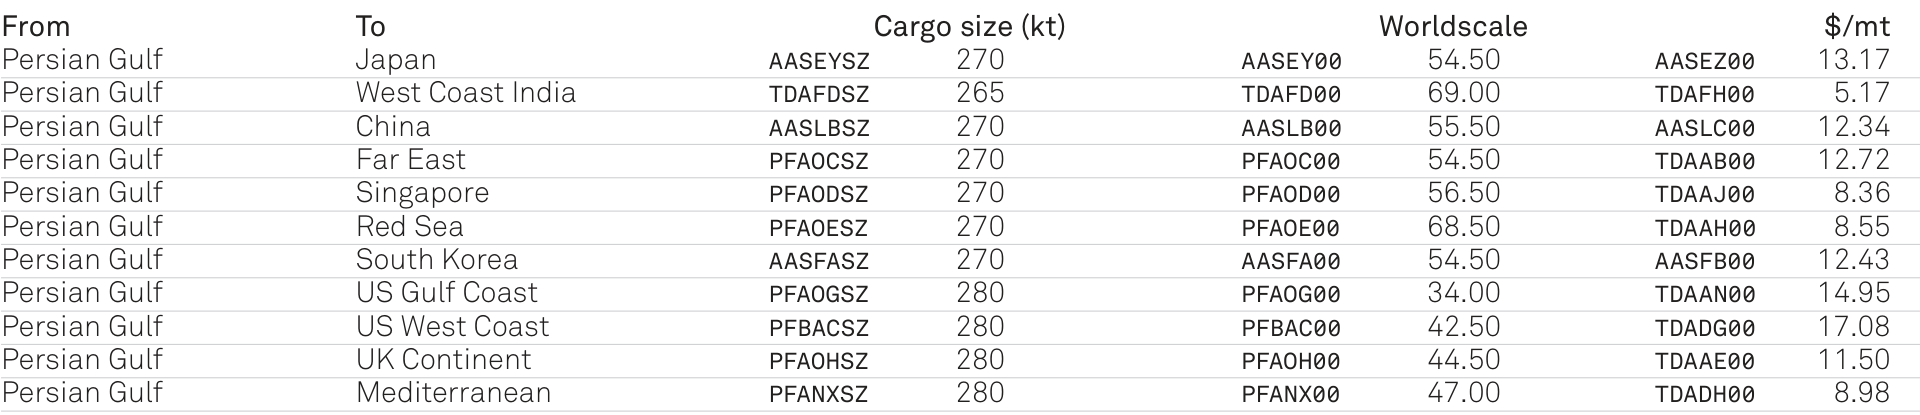 From To Cargo size (kt) Worldscale $/mt
Persian Gulf Japan AASEYSZ 270 AASEY00 54.50 AASEZ00 13.17
Persian Gulf West Coast India TDAFDSZ 265 TDAFD00 69.00 TDAFH00 5.17
Persian Gulf China AASLBSZ 270 AASLB00 55.50 AASLC00 12.34
Persian Gulf Far East PFAOCSZ 270 PFAOC00 54.50 TDAAB00 12.72
Persian Gulf Singapore PFAODSZ 270 PFAOD00 56.50 TDAAJ00 8.36
Persian Gulf Red Sea PFAOESZ 270 PFAOE00 68.50 TDAAH00 8.55
Persian Gulf South Korea AASFASZ 270 AASFA00 54.50 AASFB00 12.43
Persian Gulf US Gulf Coast PFAOGSZ 280 PFAOG00 34.00 TDAAN00 14.95
Persian Gulf US West Coast PFBACSZ 280 PFBAC00 42.50 TDADG00 17.08
Persian Gulf UK Continent PFAOHSZ 280 PFAOH00 44.50 TDAAE00 11.50
Persian Gulf Mediterranean PFANXSZ 280 PFANX00 47.00 TDADH00 8.98